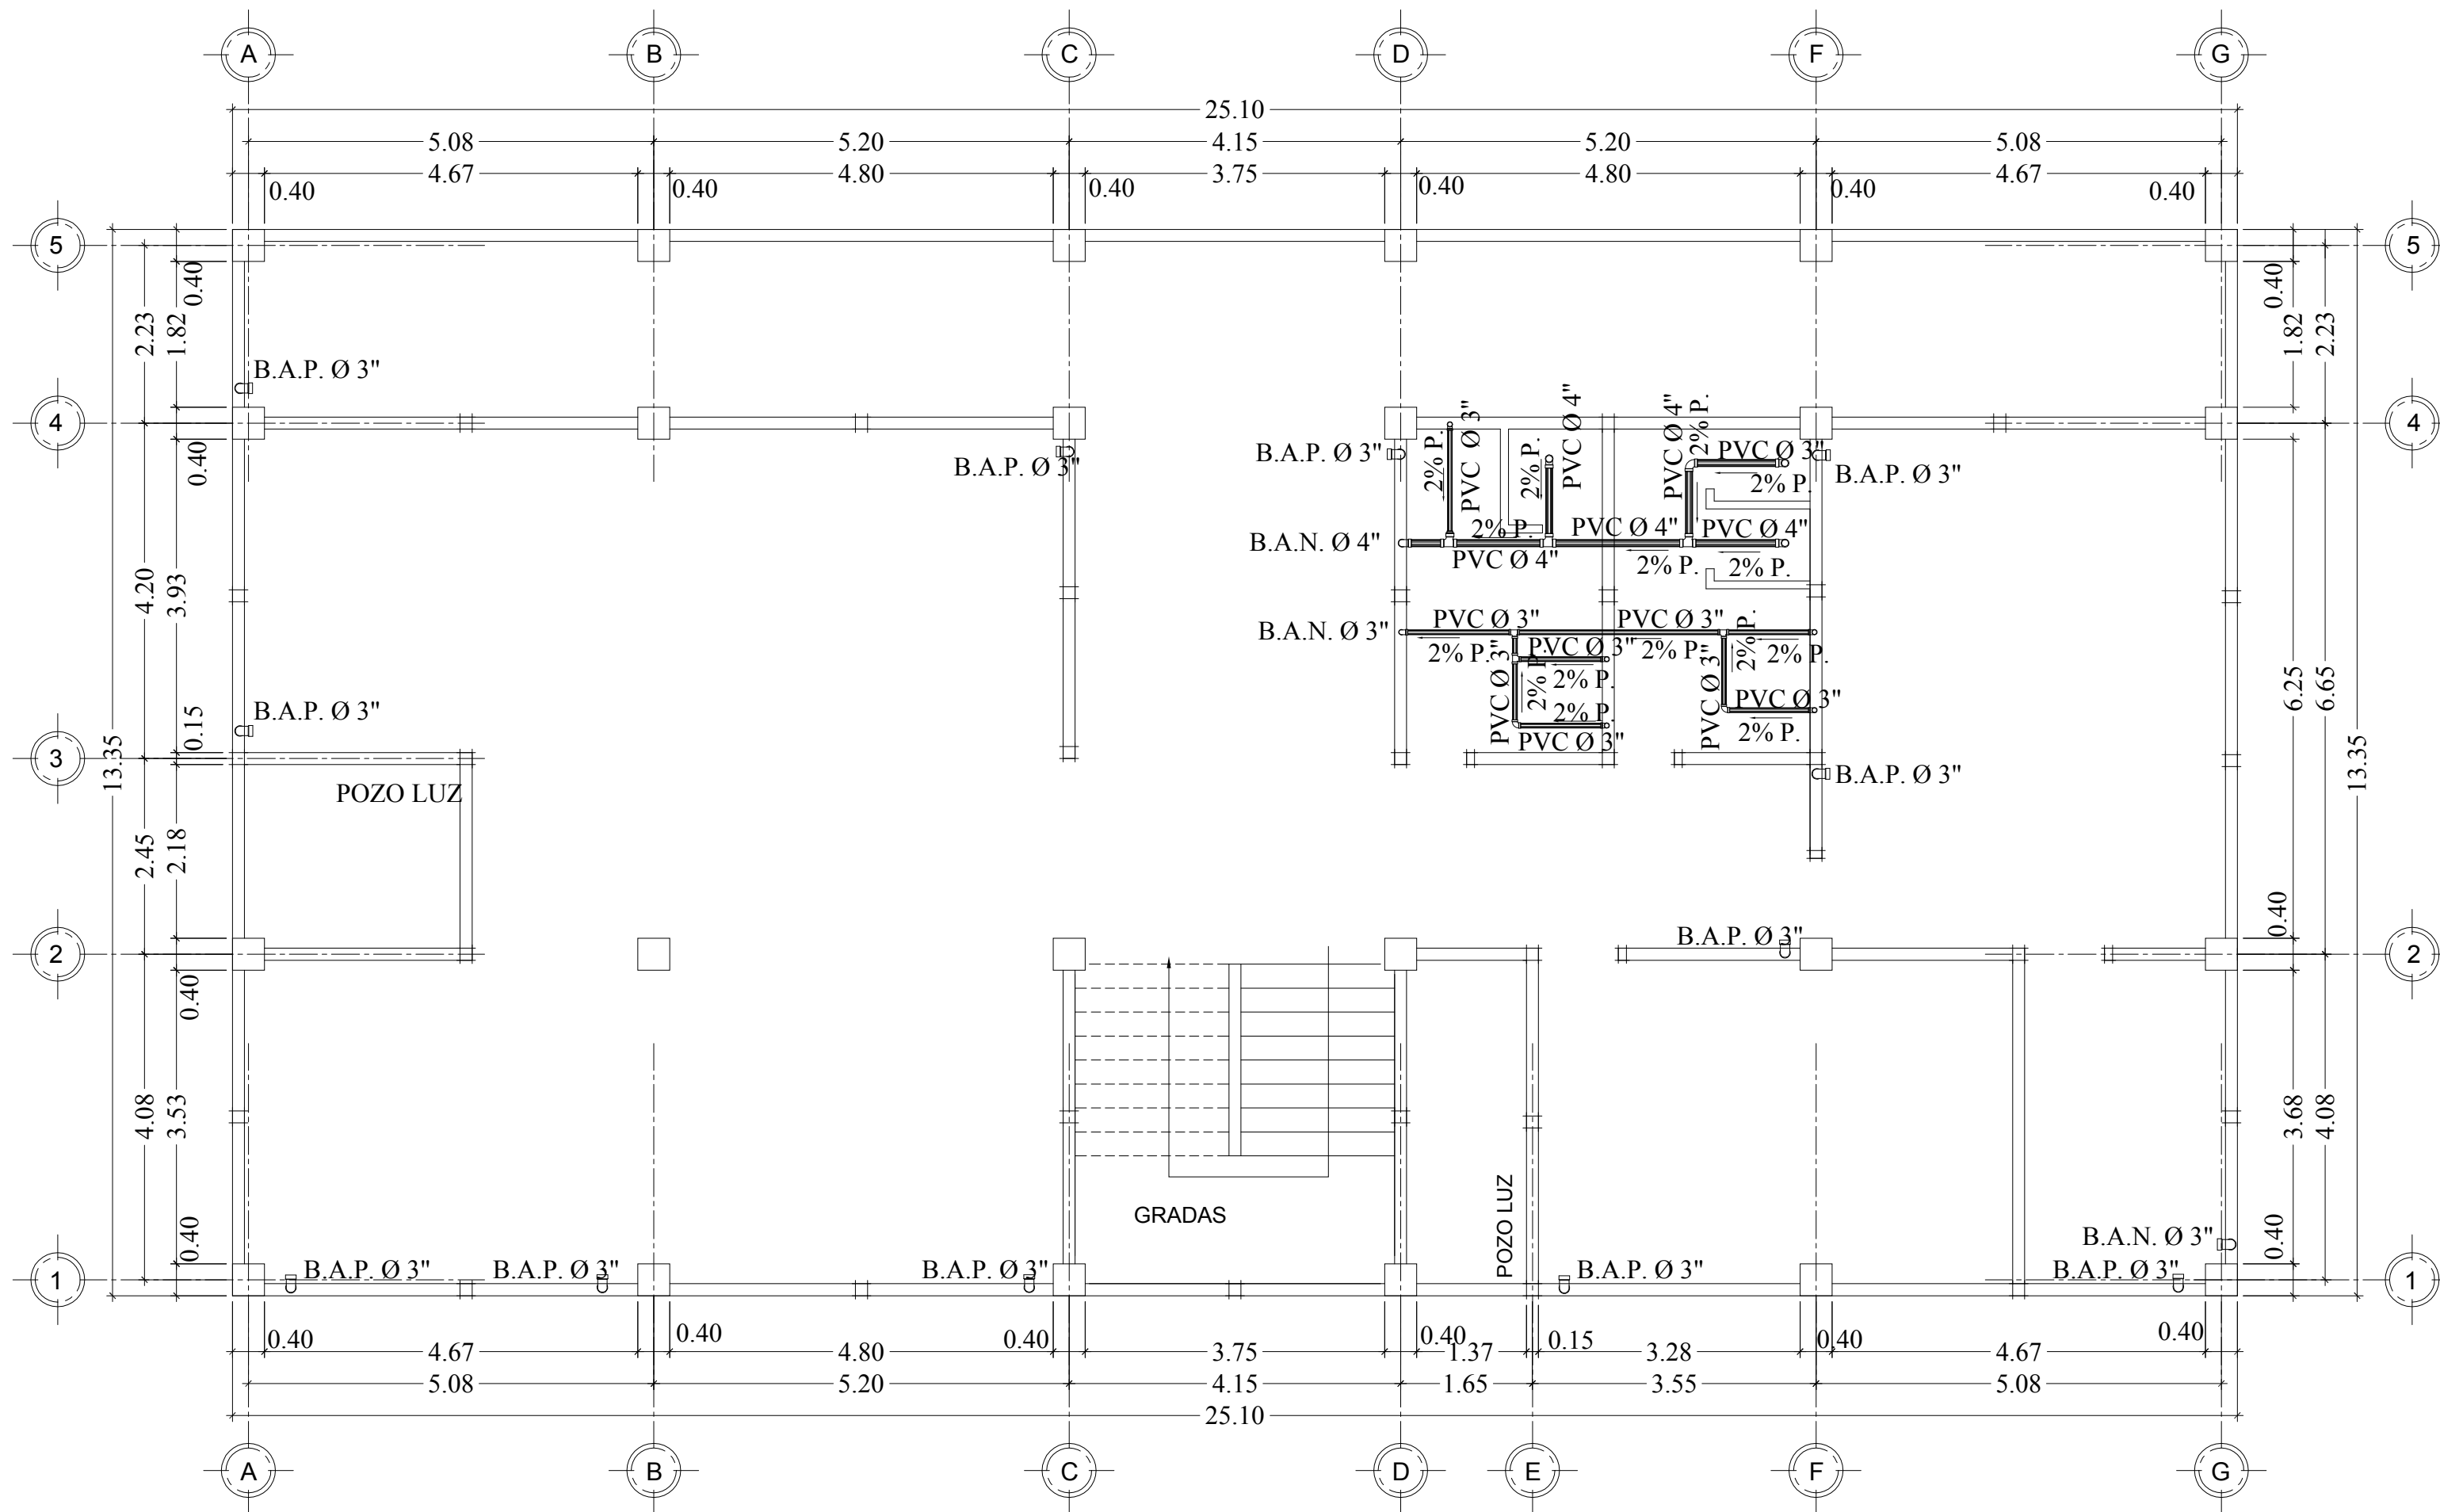 A B C D F G
25.10
5.08 5.20 4.15 5.20 5.08
4.67 4.80 3.75 4.80 4.67
0.40 0.40 0.40 0.40 0.40 0.40
5 5
0.40 0.40
2.23 1.82 1.82 2.23
B.A.P. Ø 3"
4 4
0.40
B.A.P. Ø 3"
B.A.P. Ø 3"
2% P.
PVC Ø 3"
2% P.
PVC Ø 4"
PVC Ø 4"
2% P.
PVC Ø 3"
2% P.
B.A.P. Ø 3"
B.A.N. Ø 4"
2% P.
PVC Ø 4"
PVC Ø 4"
2% P.
PVC Ø 4"
2% P.
4.20 3.93
B.A.N. Ø 3"
PVC Ø 3"
2% P.
PVC Ø 3"
2% P.
2% P.
PVC Ø 3"
2% P.
PVC Ø 3"
2% P.
2% P.
PVC Ø 3"
PVC Ø 3"
2% P.
PVC Ø 3"
2% P.
6.25 6.65
B.A.P. Ø 3"
0.15
13.35 13.35
3
POZO LUZ
B.A.P. Ø 3"
2.45 2.18
0.40
B.A.P. Ø 3"
2 2
0.40
4.08 3.53 3.68 4.08
GRADAS
POZO LUZ
0.40 0.40
B.A.N. Ø 3"
1 1
B.A.P. Ø 3" B.A.P. Ø 3" B.A.P. Ø 3" B.A.P. Ø 3" B.A.P. Ø 3"
0.40 0.40 0.40 0.40 0.15 0.40 0.40
4.67 4.80 3.75 1.37 3.28 4.67
5.08 5.20 4.15 1.65 3.55 5.08
25.10
A B C D E F G